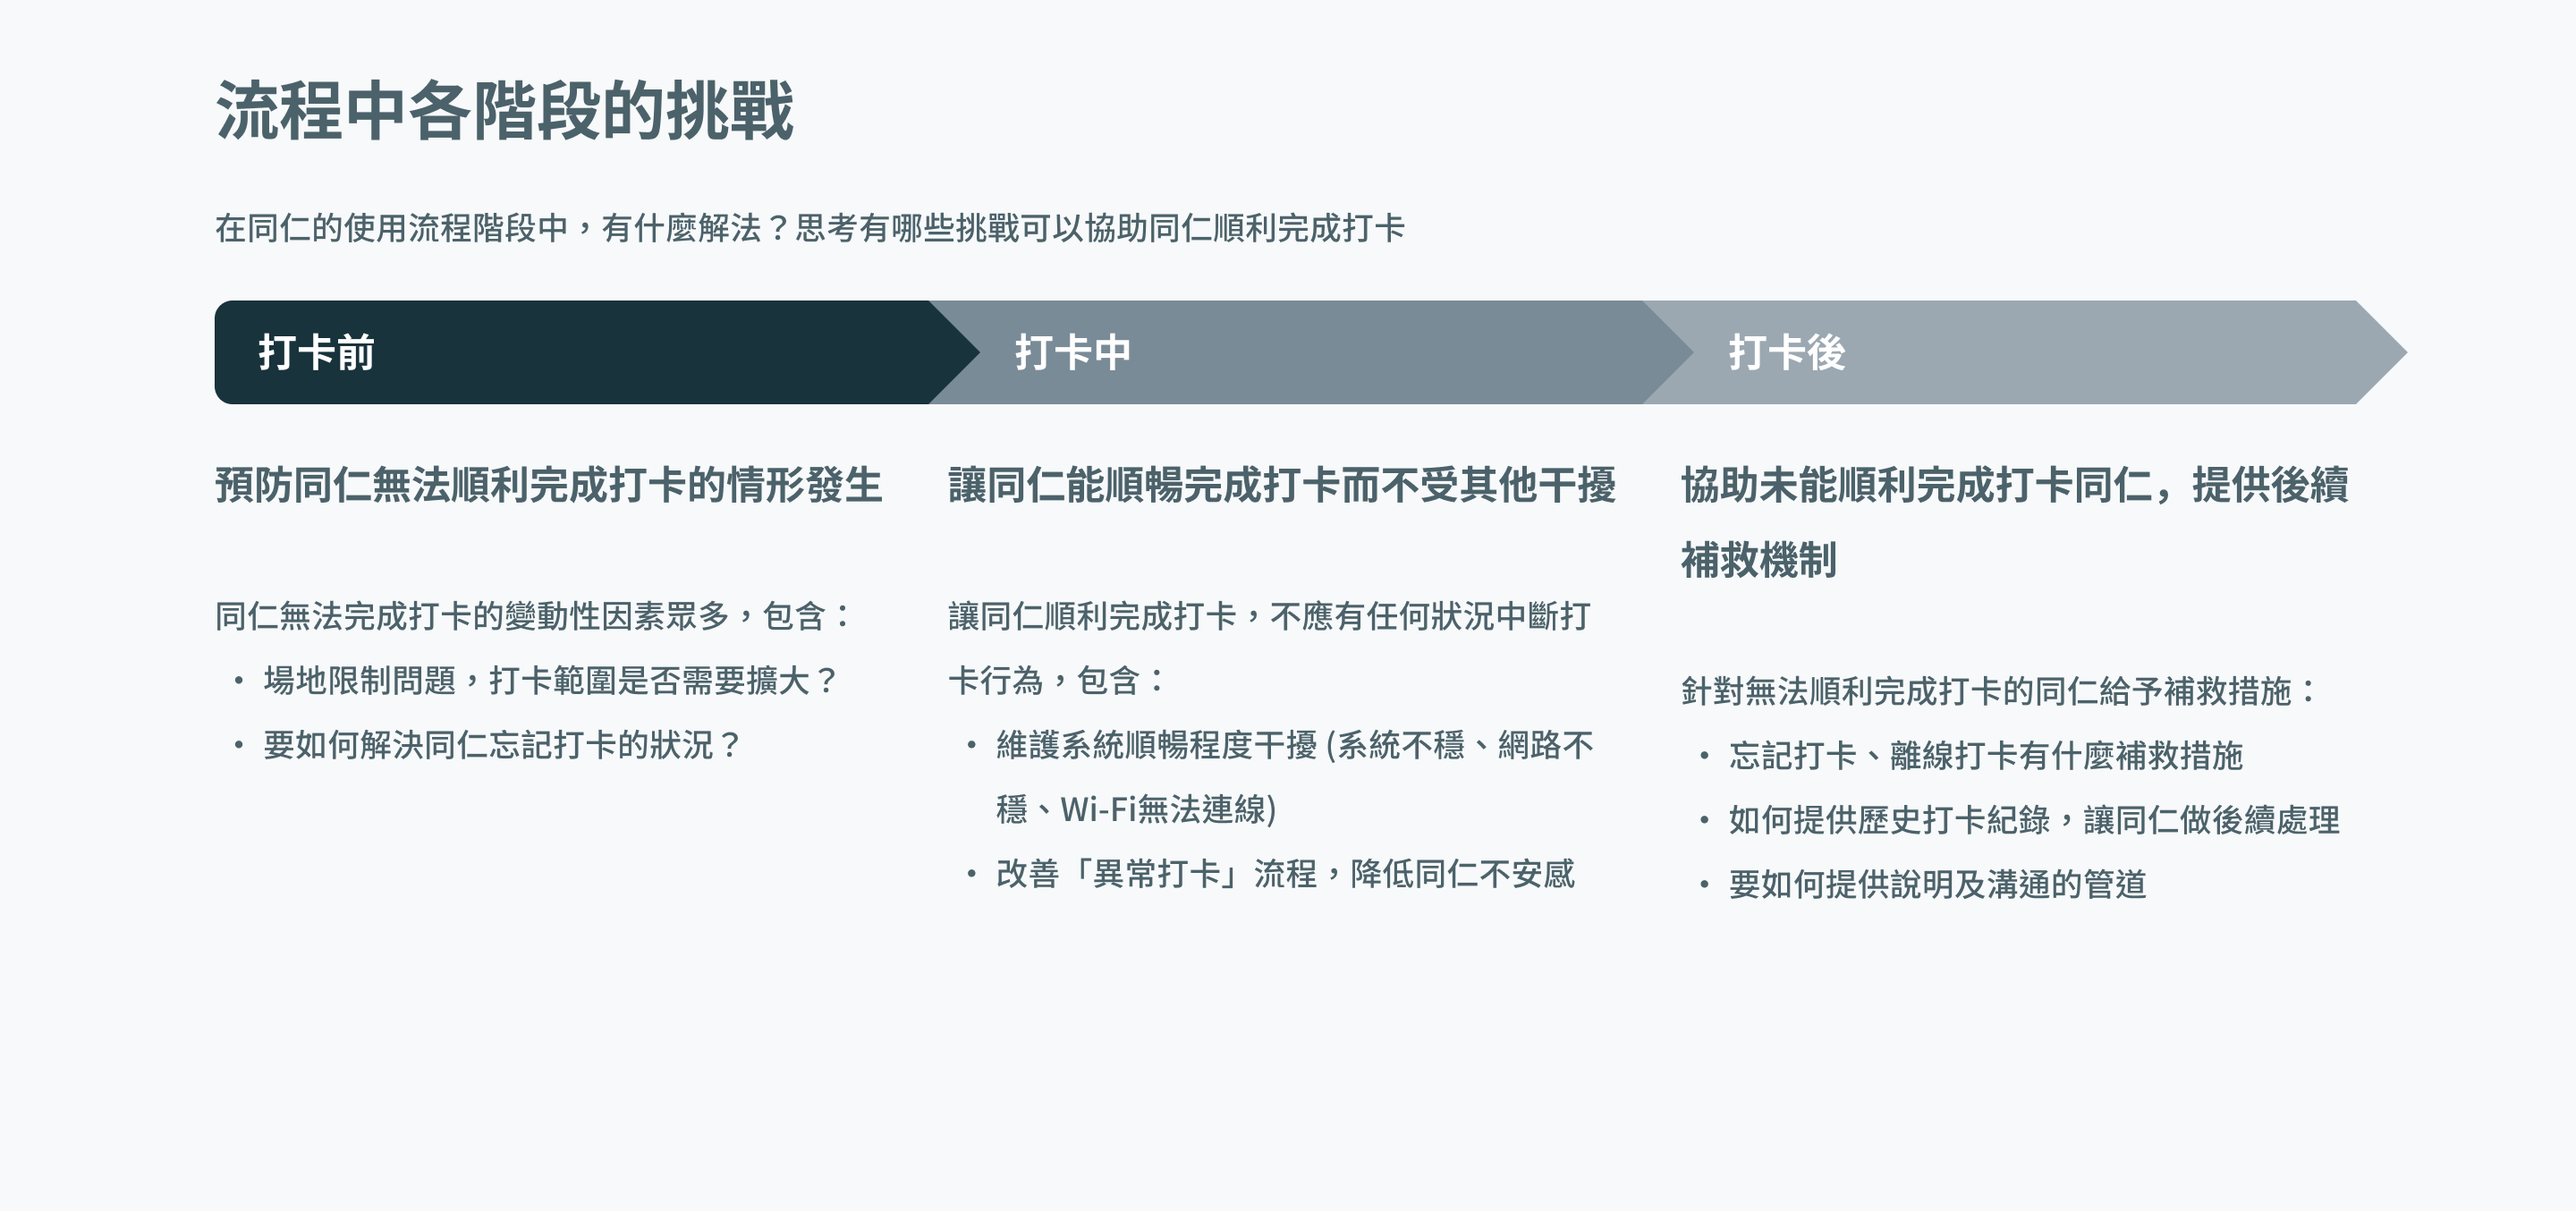 流程中各階段的挑戰
在同仁的使用流程階段中，有什麼解法？思考有哪些挑戰可以協助同仁順利完成打卡
打卡前
打卡中
打卡後
預防同仁無法順利完成打卡的情形發生
同仁無法完成打卡的變動性因素眾多，包含：
• 場地限制問題，打卡範圍是否需要擴大？
• 要如何解決同仁忘記打卡的狀況？
讓同仁能順暢完成打卡而不受其他干擾
讓同仁順利完成打卡，不應有任何狀況中斷打
卡行為，包含：
• 維護系統順暢程度干擾 (系統不穩、網路不
穩、Wi-Fi無法連線)
• 改善「異常打卡」流程，降低同仁不安感
協助未能順利完成打卡同仁，提供後續
補救機制
針對無法順利完成打卡的同仁給予補救措施：
• 忘記打卡、離線打卡有什麼補救措施
• 如何提供歷史打卡紀錄，讓同仁做後續處理
• 要如何提供說明及溝通的管道